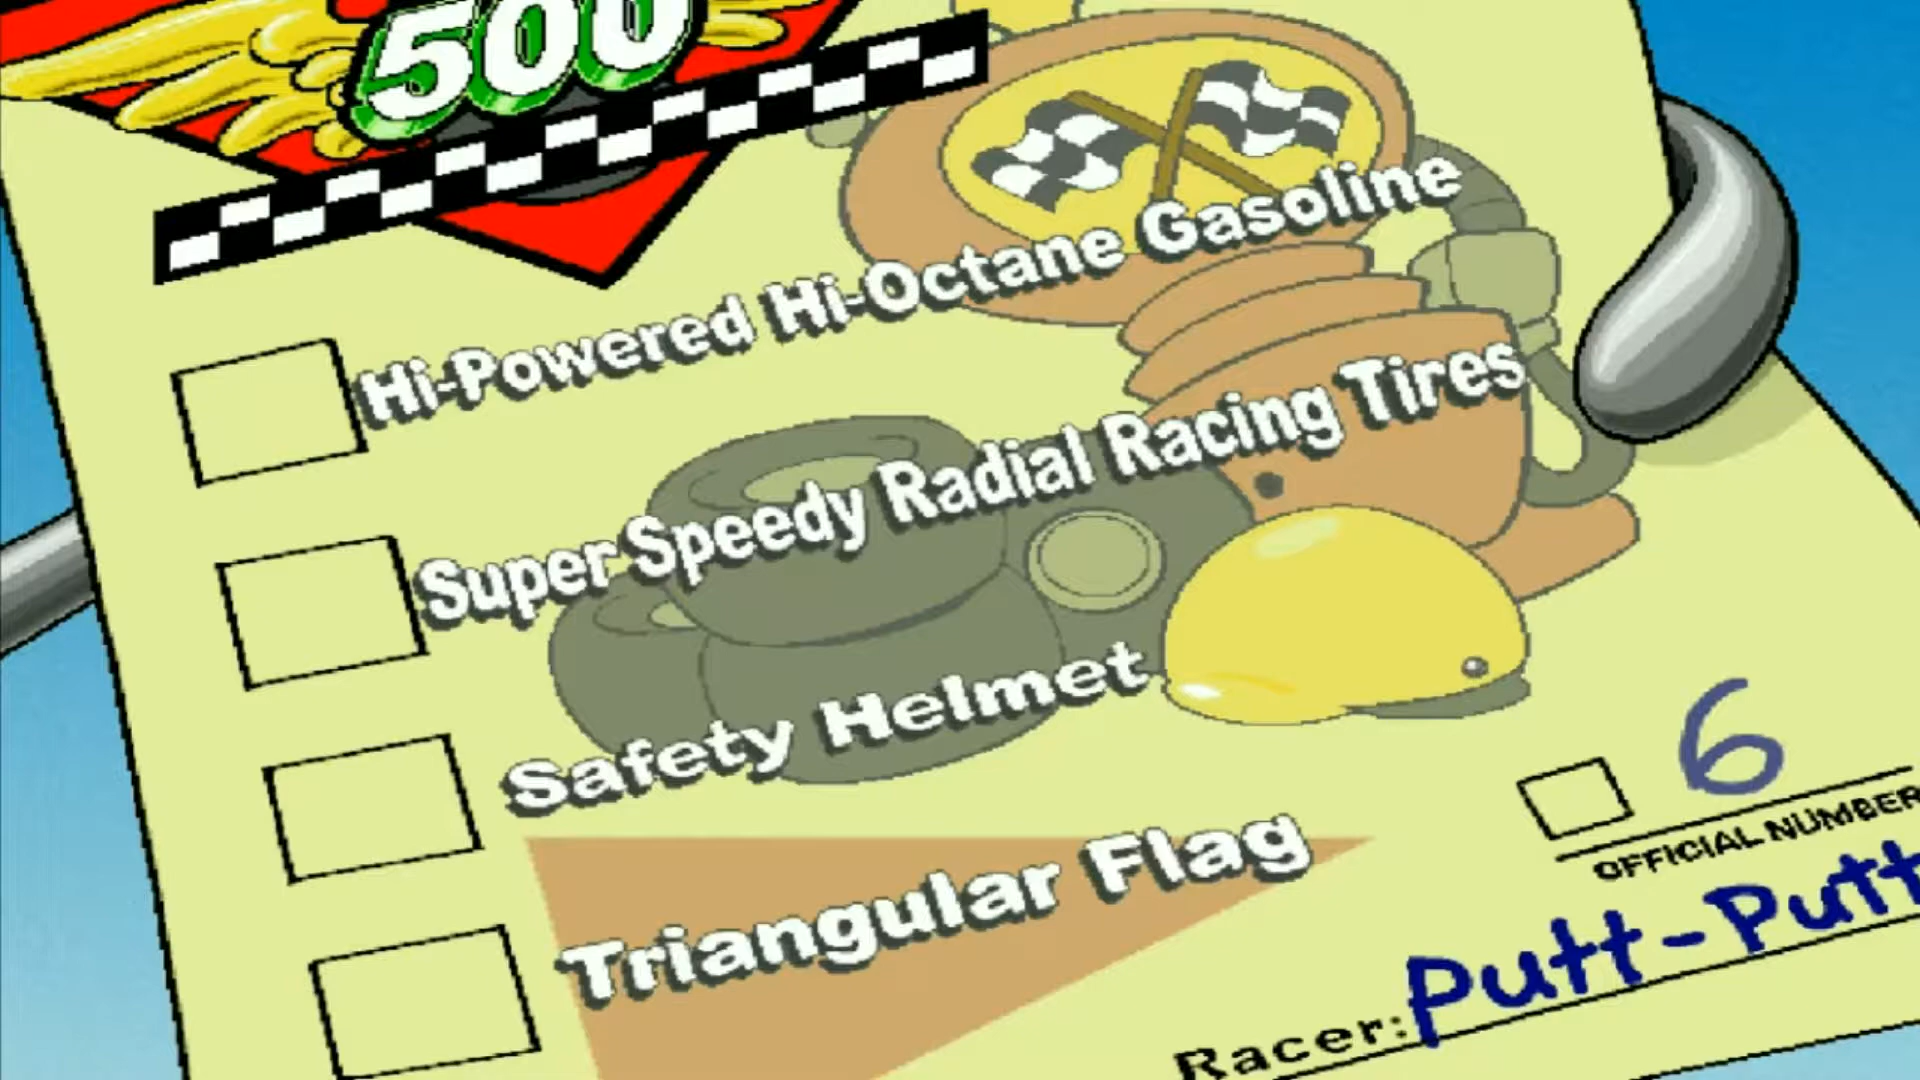 500
Hi-Powered Hi-Octane Gasoline
Super Speedy Radial Racing Tires
Safety Helmet
Triangular Flag
6
OFFICIAL NUMBER
Racer: Putt-Putt